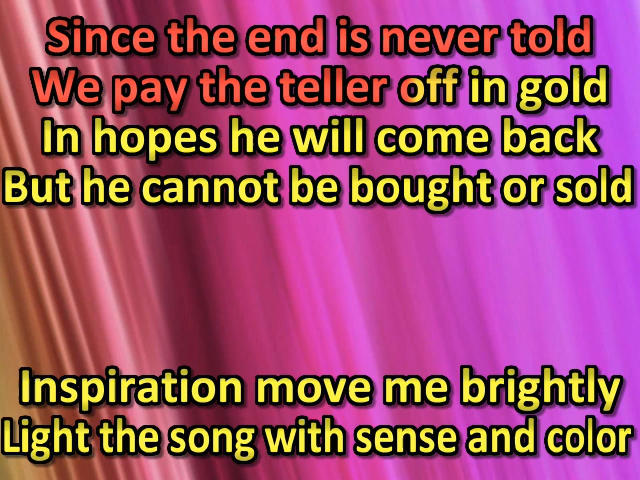 Since the end is never told
We pay the teller off in gold
In hopes he will come back
But he cannot be bought or sold
Inspiration move me brightly
Light the song with sense and color